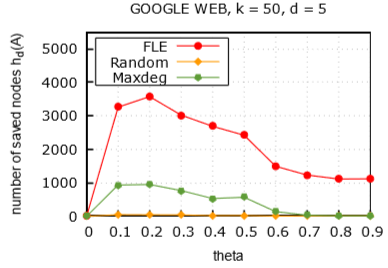 GOOGLE WEB, k = 50, d = 5
number of saved nodes h_d(A)
5000
4000
3000
2000
1000
0
FLE
Random
Maxdeg
0 0.1 0.2 0.3 0.4 0.5 0.6 0.7 0.8 0.9
theta